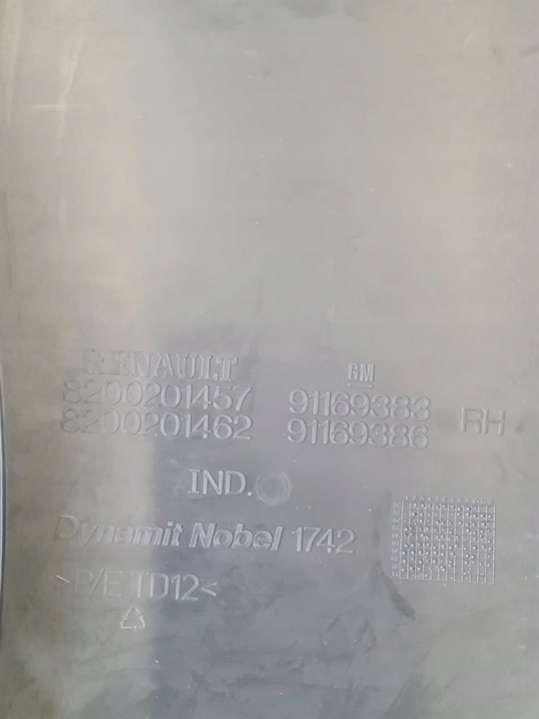 RENAULT GM
8200201457 91169383
8200201462 91169386 RH
IND.
Dynamit Nobel 1742
>P/E TD12<